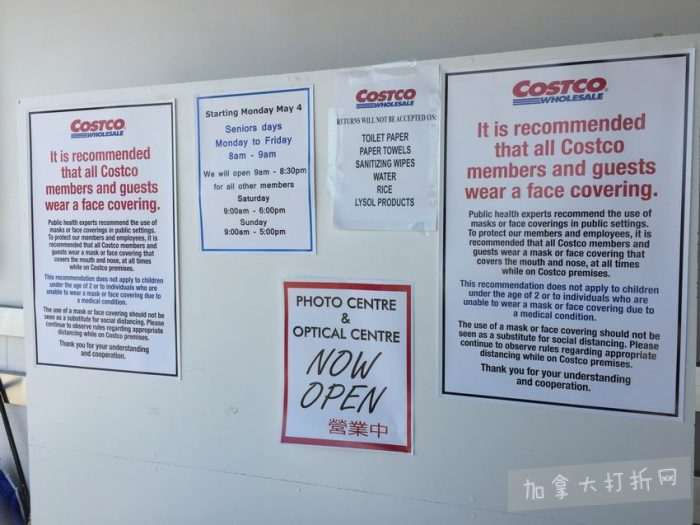 COSTCO
WHOLESALE
It is recommended
that all Costco
members and guests
wear a face covering.
Public health experts recommend the use of
masks or face coverings in public settings.
To protect our members and employees, it is
recommended that all Costco members and
guests wear a mask or face covering that
covers the mouth and nose, at all times
while on Costco premises.
This recommendation does not apply to children
under the age of 2 or to individuals who are
unable to wear a mask or face covering due to
a medical condition.
The use of a mask or face covering should not be
seen as a substitute for social distancing. Please
continue to observe rules regarding appropriate
distancing while on Costco premises.
Thank you for your understanding
and cooperation.
Starting Monday May 4
Seniors days
Monday to Friday
8am - 9am
We will open 9am - 8:30pm
for all other members
Saturday
9:00am - 6:00pm
Sunday
9:00am - 5:00pm
COSTCO
WHOLESALE
RETURNS WILL NOT BE ACCEPTED ON:
TOILET PAPER
PAPER TOWELS
SANITIZING WIPES
WATER
RICE
LYSOL PRODUCTS
PHOTO CENTRE
&
OPTICAL CENTRE
NOW
OPEN
營業中
COSTCO
WHOLESALE
It is recommended
that all Costco
members and guests
wear a face covering.
Public health experts recommend the use of
masks or face coverings in public settings.
To protect our members and employees, it is
recommended that all Costco members and
guests wear a mask or face covering that
covers the mouth and nose, at all times
while on Costco premises.
This recommendation does not apply to children
under the age of 2 or to individuals who are
unable to wear a mask or face covering due to
a medical condition.
The use of a mask or face covering should not be
seen as a substitute for social distancing. Please
continue to observe rules regarding appropriate
distancing while on Costco premises.
Thank you for your understanding
and cooperation.
加拿大打折网